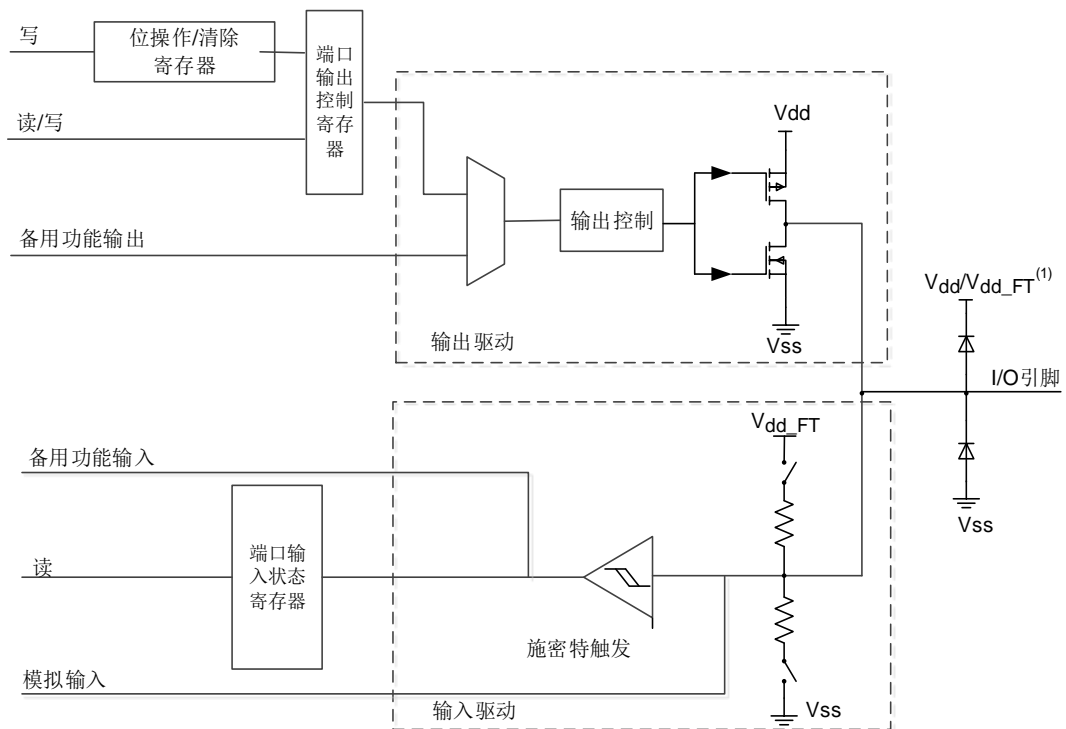 写
位操作/清除
寄存器
端口
输出
控制
寄存
器
读/写
备用功能输出
输出控制
Vdd
Vss
输出驱动
Vdd/Vdd_FT(1)
I/O引脚
Vss
备用功能输入
Vdd_FT
读
端口输
入状态
寄存器
施密特触发
模拟输入
输入驱动
Vss